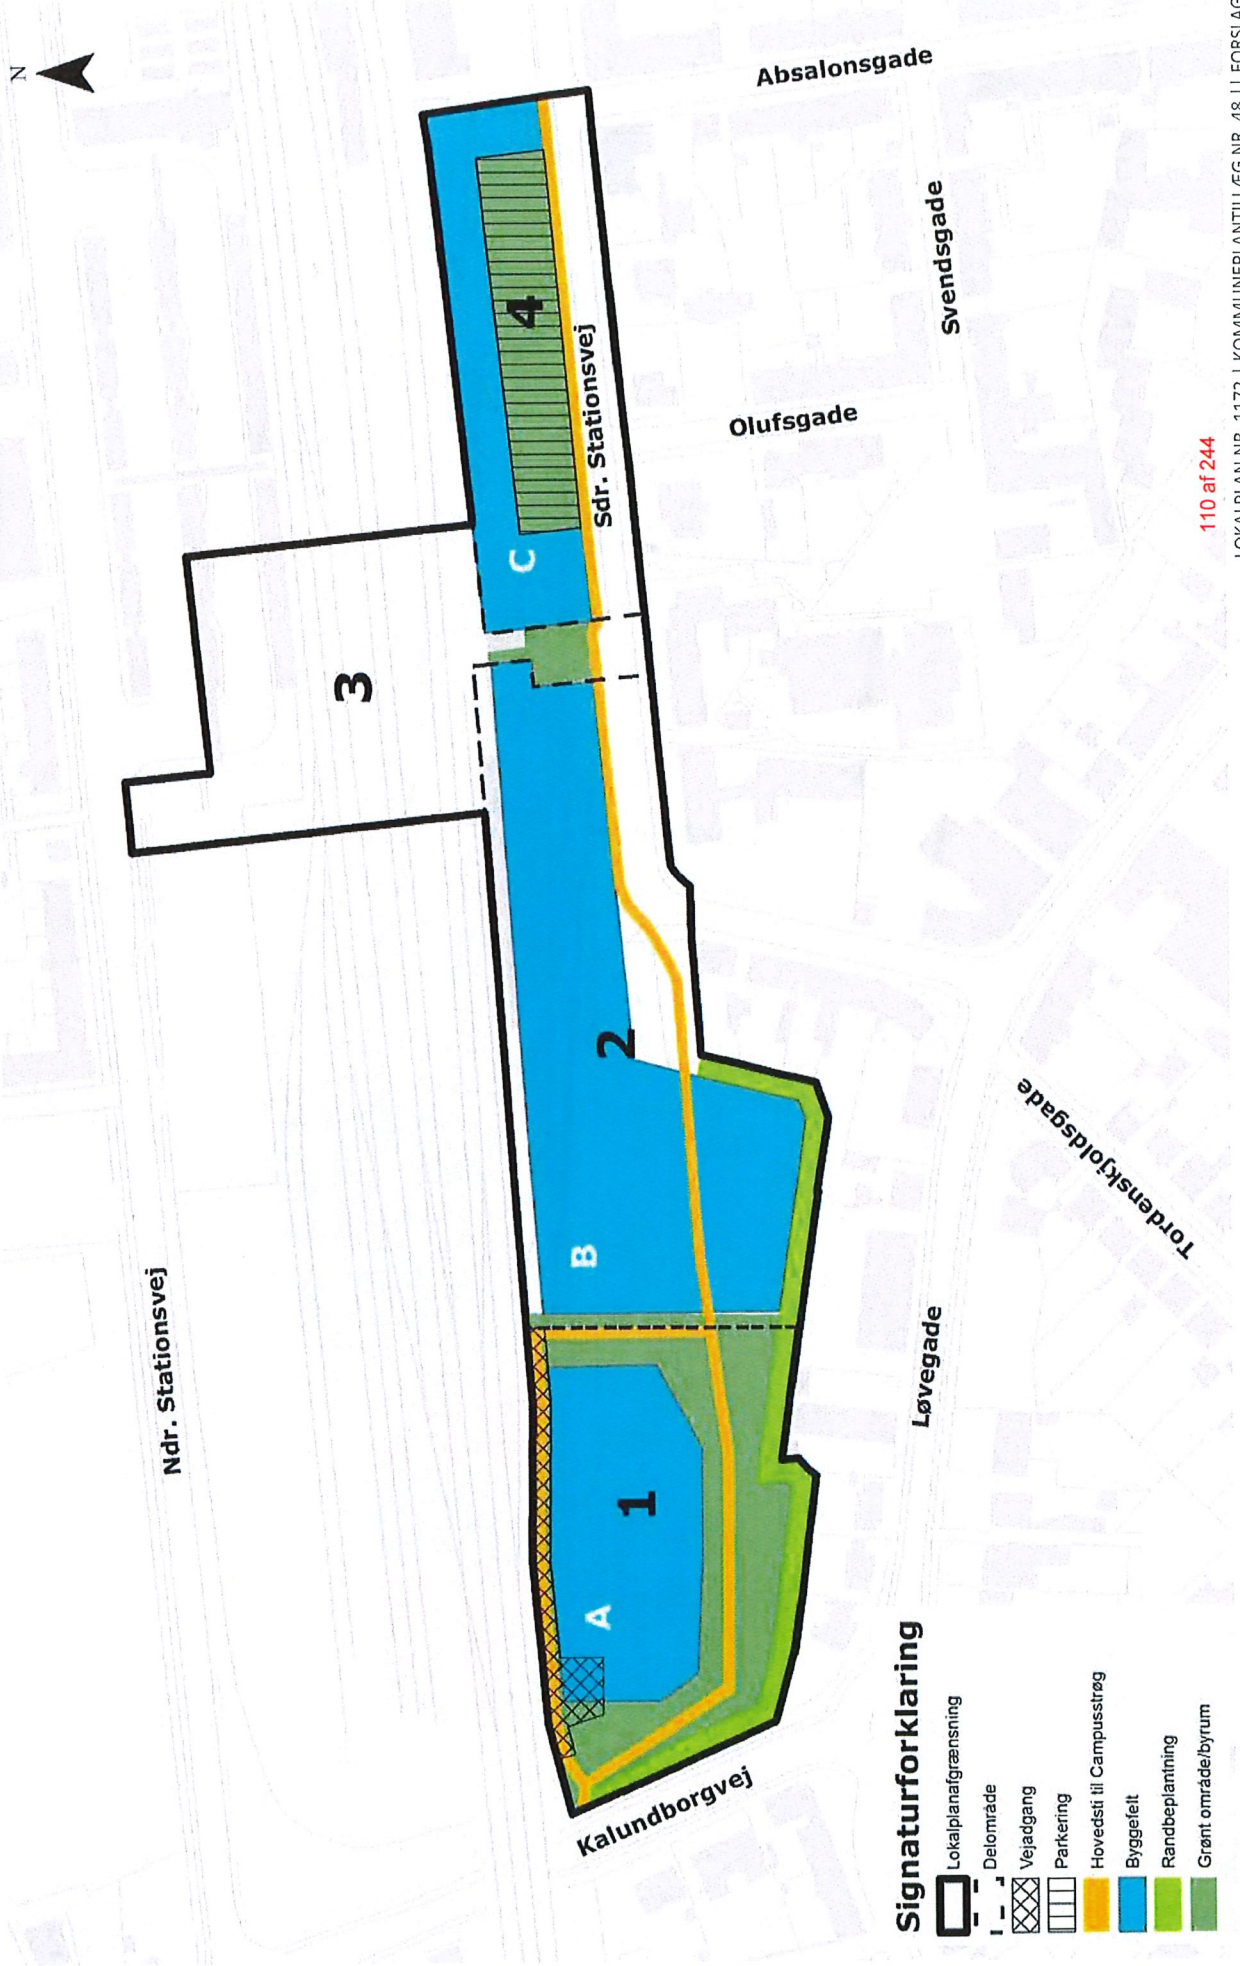 N
Ndr. Stationsvej
3
Absalonsgade
4
Sdr. Stationsvej
C
Svendsgade
Olufsgade
2
B
1
A
Tordenskjoldsgade
Løvegade
Kalundborgvej
Signaturforklaring
Lokalplanafgrænsning
Delområde
Vejadgang
Parkering
Hovedsti til Campusstrøg
Byggefelt
Randbeplantning
Grønt område/byrum
110 af 244